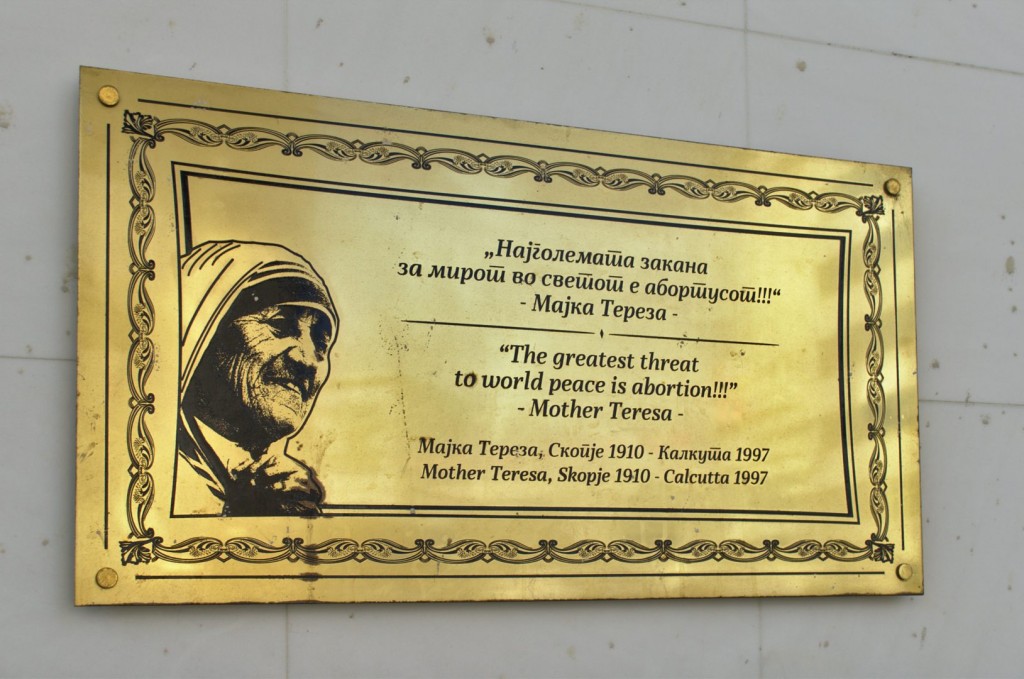 „Најголемата закана
за мирот во светот е абортусот!!!“
- Мајка Тереза -
“The greatest threat
to world peace is abortion!!!”
- Mother Teresa -
Мајка Тереза, Скопје 1910 - Калкута 1997
Mother Teresa, Skopje 1910 - Calcutta 1997